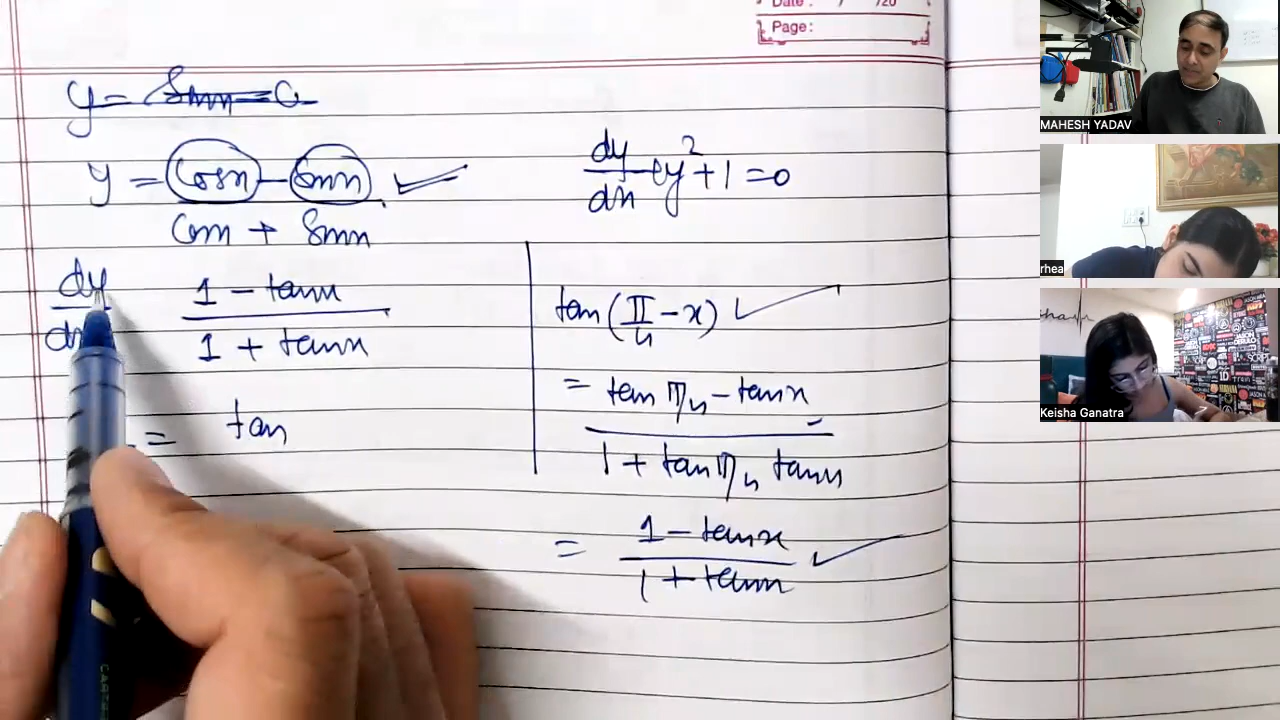 Date: / /20
Page:
y = cosx - sinx
cosx + sinx
dy/dx + y² + 1 = 0
dy
dx
1 - tanx
1 + tanx
= tan
tan(π/4 - x)
= tan π/4 - tanx
1 + tan π/4 tanx
= 1 - tanx
1 + tanx
MAHESH YADAV
rhea
Keisha Ganatra